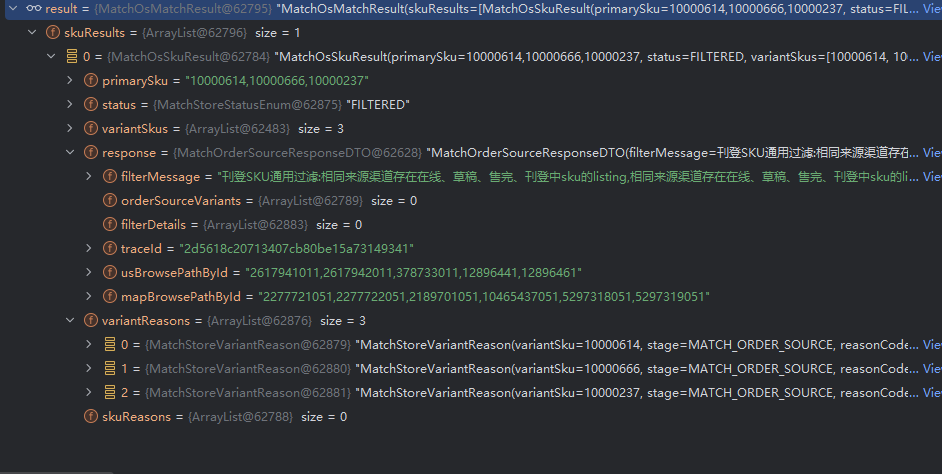 result = {MatchOsMatchResult@62795} "MatchOsMatchResult(skuResults=[MatchOsSkuResult(primarySku=10000614,10000666,10000237, status=FIL... View
skuResults = {ArrayList@62796} size = 1
0 = {MatchOsSkuResult@62784} "MatchOsSkuResult(primarySku=10000614,10000666,10000237, status=FILTERED, variantSkus=[10000614, 10... View
primarySku = "10000614,10000666,10000237"
status = {MatchStoreStatusEnum@62875} "FILTERED"
variantSkus = {ArrayList@62483} size = 3
response = {MatchOrderSourceResponseDTO@62628} "MatchOrderSourceResponseDTO(filterMessage=刊登SKU通用过滤:相同来源渠道存在在... View
filterMessage = "刊登SKU通用过滤:相同来源渠道存在在线、草稿、售完、刊登中sku的listing,相同来源渠道存在在线、草稿、售完、刊登中sku的li... View
orderSourceVariants = {ArrayList@62789} size = 0
filterDetails = {ArrayList@62883} size = 0
traceId = "2d5618c20713407cb80be15a73149341"
usBrowsePathById = "2617941011,2617942011,378733011,12896441,12896461"
mapBrowsePathById = "2277721051,2277722051,2189701051,10465437051,5297318051,5297319051"
variantReasons = {ArrayList@62876} size = 3
0 = {MatchStoreVariantReason@62879} "MatchStoreVariantReason(variantSku=10000614, stage=MATCH_ORDER_SOURCE, reasonCode... View
1 = {MatchStoreVariantReason@62880} "MatchStoreVariantReason(variantSku=10000666, stage=MATCH_ORDER_SOURCE, reasonCode... View
2 = {MatchStoreVariantReason@62881} "MatchStoreVariantReason(variantSku=10000237, stage=MATCH_ORDER_SOURCE, reasonCode... View
skuReasons = {ArrayList@62788} size = 0